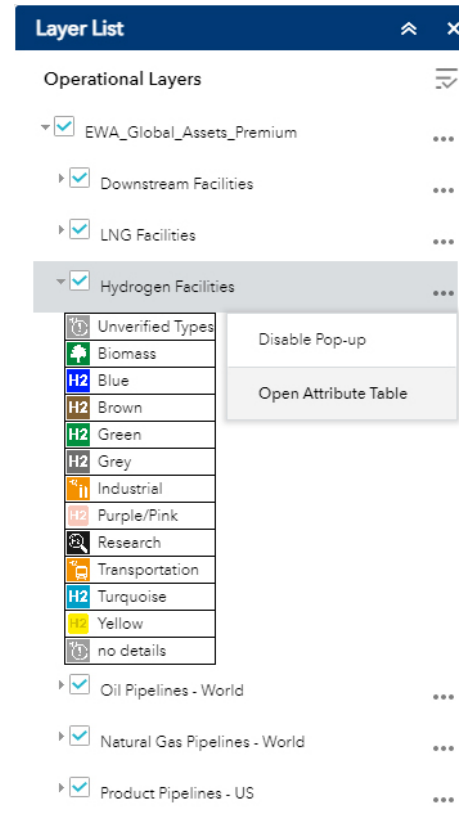 Layer List
Operational Layers
EWA_Global_Assets_Premium
Downstream Facilities
LNG Facilities
Hydrogen Facilities
Unverified Types
Disable Pop-up
Biomass
H2 Blue
Open Attribute Table
H2 Brown
H2 Green
H2 Grey
Industrial
H2 Purple/Pink
Research
Transportation
H2 Turquoise
H2 Yellow
no details
Oil Pipelines - World
Natural Gas Pipelines - World
Product Pipelines - US